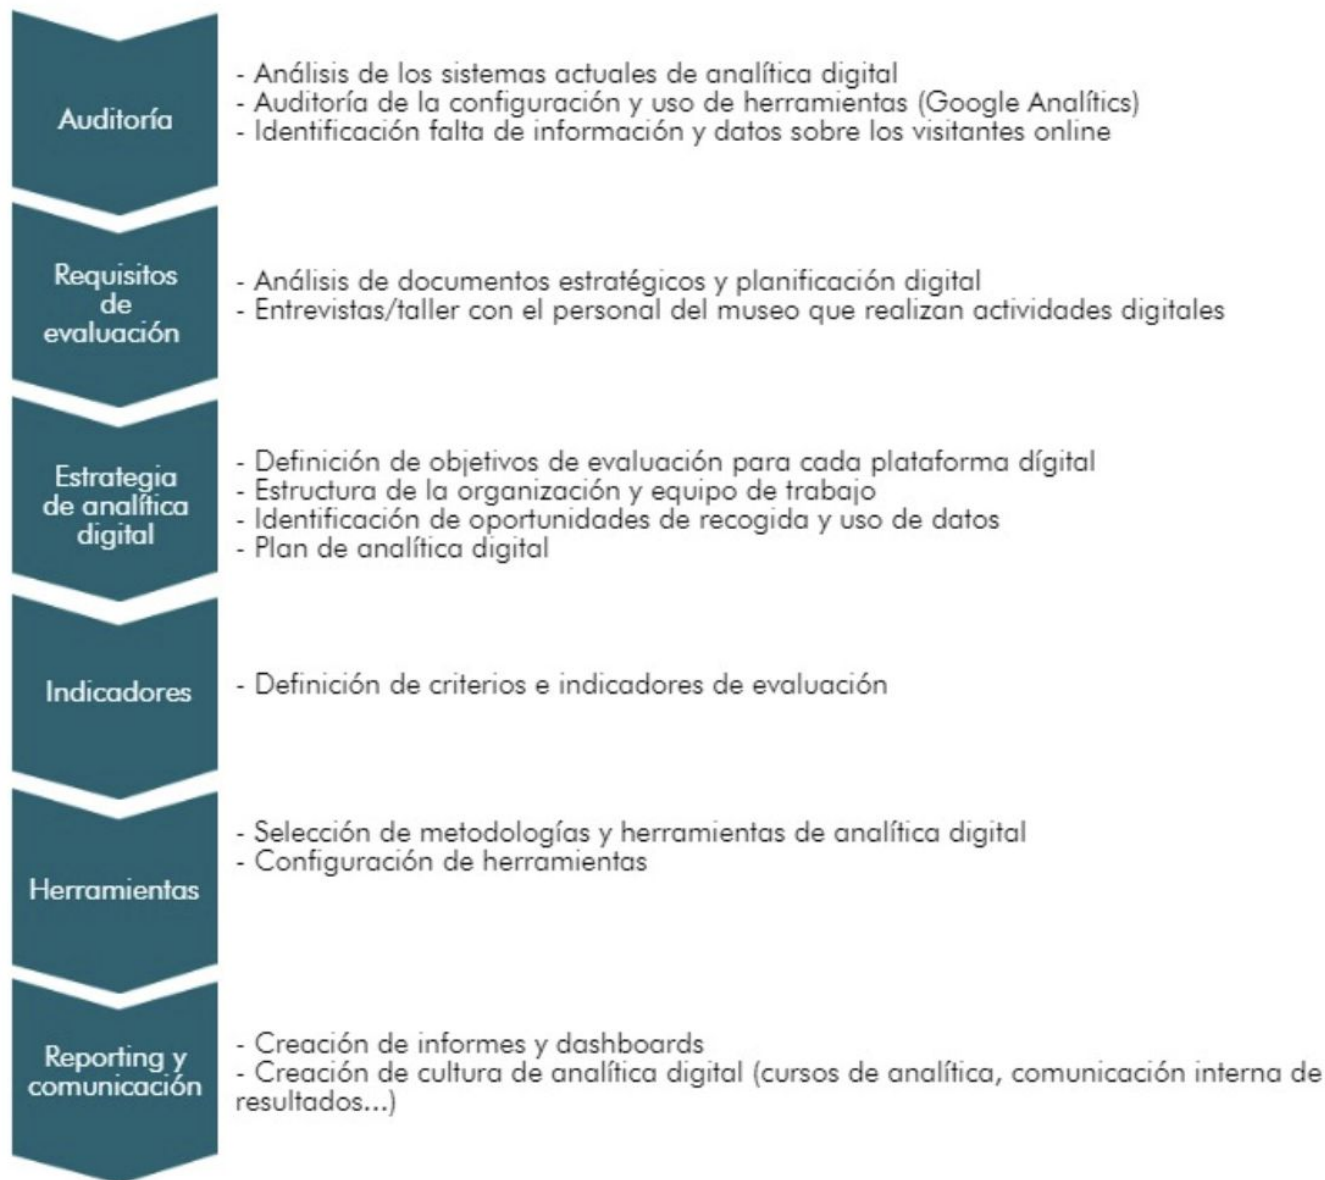 Auditoría
- Análisis de los sistemas actuales de analítica digital
- Auditoría de la configuración y uso de herramientas (Google Analítics)
- Identificación falta de información y datos sobre los visitantes online
Requisitos
de
evaluación
- Análisis de documentos estratégicos y planificación digital
- Entrevistas/taller con el personal del museo que realizan actividades digitales
Estrategia
de analítica
digital
- Definición de objetivos de evaluación para cada plataforma dígital
- Estructura de la organización y equipo de trabajo
- Identificación de oportunidades de recogida y uso de datos
- Plan de analítica digital
Indicadores
- Definición de criterios e indicadores de evaluación
Herramientas
- Selección de metodologías y herramientas de analítica digital
- Configuración de herramientas
Reporting y
comunicación
- Creación de informes y dashboards
- Creación de cultura de analítica digital (cursos de analítica, comunicación interna de
resultados...)